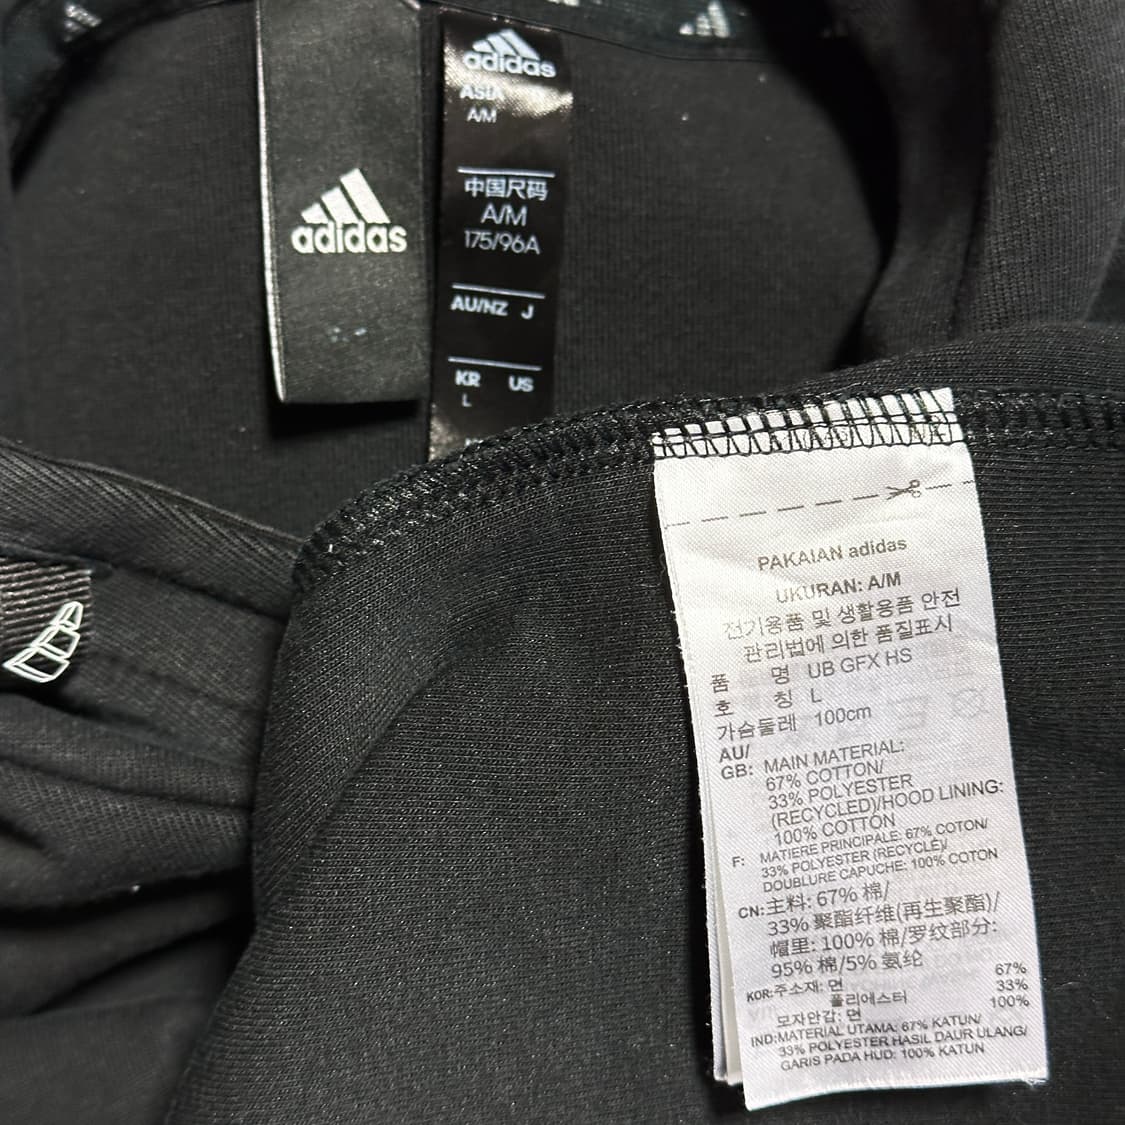 adidas
adidas
ASIA
A/M
中国尺码
A/M
175/96A
AU/NZ J
KR US
L
PAKAIAN adidas
UKURAN: A/M
전기용품 및 생활용품 안전
관리법에 의한 품질표시
품 명 UB GFX HS
호 칭 L
가슴둘레 100cm
AU/
GB: MAIN MATERIAL:
67% COTTON/
33% POLYESTER
(RECYCLED)/HOOD LINING:
100% COTTON
F: MATIERE PRINCIPALE: 67% COTON/
33% POLYESTER (RECYCLÉ)/
DOUBLURE CAPUCHE: 100% COTON
CN: 主料: 67% 棉/
33% 聚酯纤维(再生聚酯)/
帽里: 100% 棉/罗纹部分:
95% 棉/5% 氨纶
KOR: 주소재: 면 67%
폴리에스터 33%
모자안감: 면 100%
IND: MATERIAL UTAMA: 67% KATUN/
33% POLYESTER HASIL DAUR ULANG/
GARIS PADA HUD: 100% KATUN